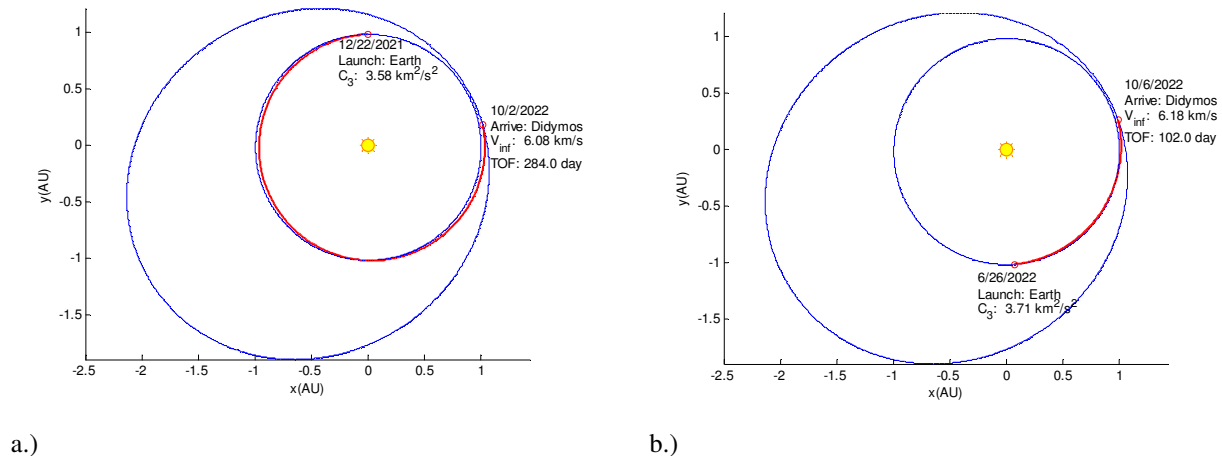 1
0.5
0
-0.5
-1
-1.5
y(AU)
-2.5
-2
-1.5
-1
-0.5
0
0.5
1
x(AU)
12/22/2021
Launch: Earth
C3: 3.58 km2/s2
10/2/2022
Arrive: Didymos
Vinf: 6.08 km/s
TOF: 284.0 day
a.)
1
0.5
0
-0.5
-1
-1.5
y(AU)
-2.5
-2
-1.5
-1
-0.5
0
0.5
1
x(AU)
10/6/2022
Arrive: Didymos
Vinf: 6.18 km/s
TOF: 102.0 day
6/26/2022
Launch: Earth
C3: 3.71 km2/s2
b.)